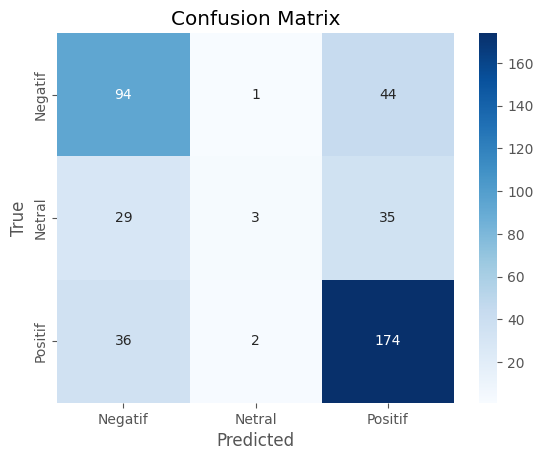 Confusion Matrix
Negatif
94
1
44
Netral
29
3
35
Positif
36
2
174
True
Negatif
Netral
Positif
Predicted
160
140
120
100
80
60
40
20